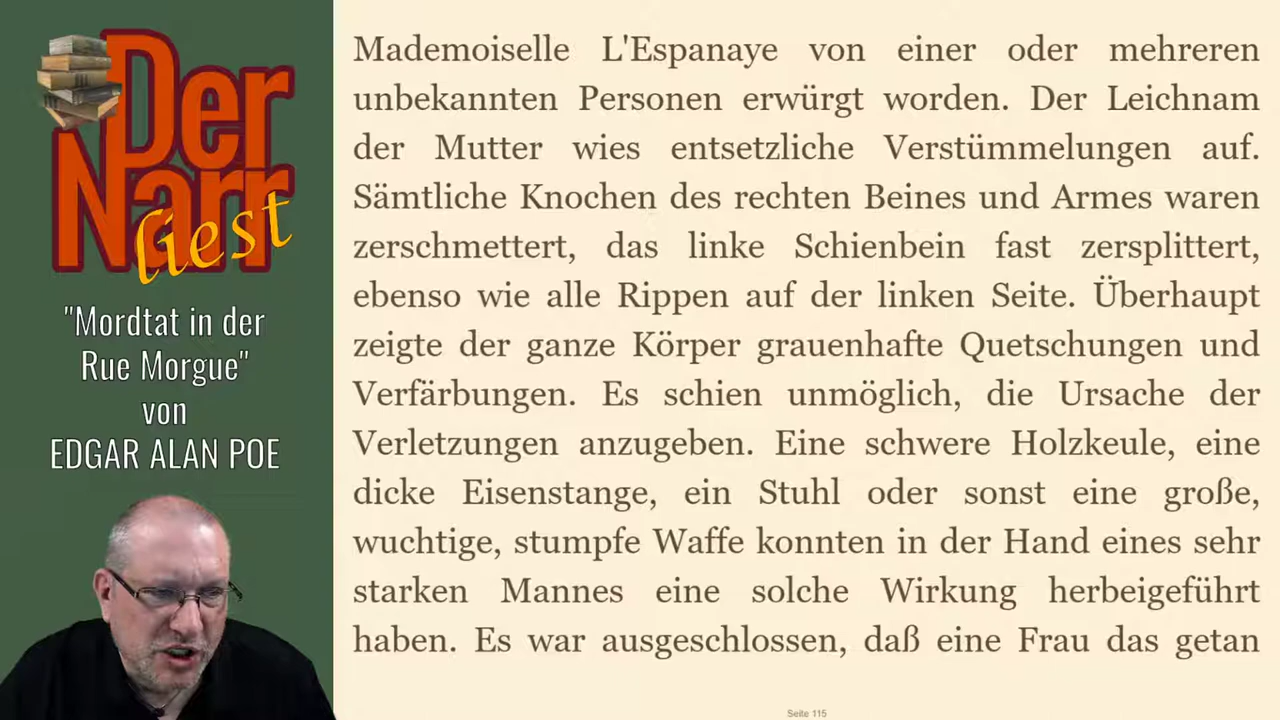 Der
Narr
liest
"Mordtat in der
Rue Morgue"
von
EDGAR ALAN POE
Mademoiselle L'Espanaye von einer oder mehreren
unbekannten Personen erwürgt worden. Der Leichnam
der Mutter wies entsetzliche Verstümmelungen auf.
Sämtliche Knochen des rechten Beines und Armes waren
zerschmettert, das linke Schienbein fast zersplittert,
ebenso wie alle Rippen auf der linken Seite. Überhaupt
zeigte der ganze Körper grauenhafte Quetschungen und
Verfärbungen. Es schien unmöglich, die Ursache der
Verletzungen anzugeben. Eine schwere Holzkeule, eine
dicke Eisenstange, ein Stuhl oder sonst eine große,
wuchtige, stumpfe Waffe konnten in der Hand eines sehr
starken Mannes eine solche Wirkung herbeigeführt
haben. Es war ausgeschlossen, daß eine Frau das getan
Seite 115